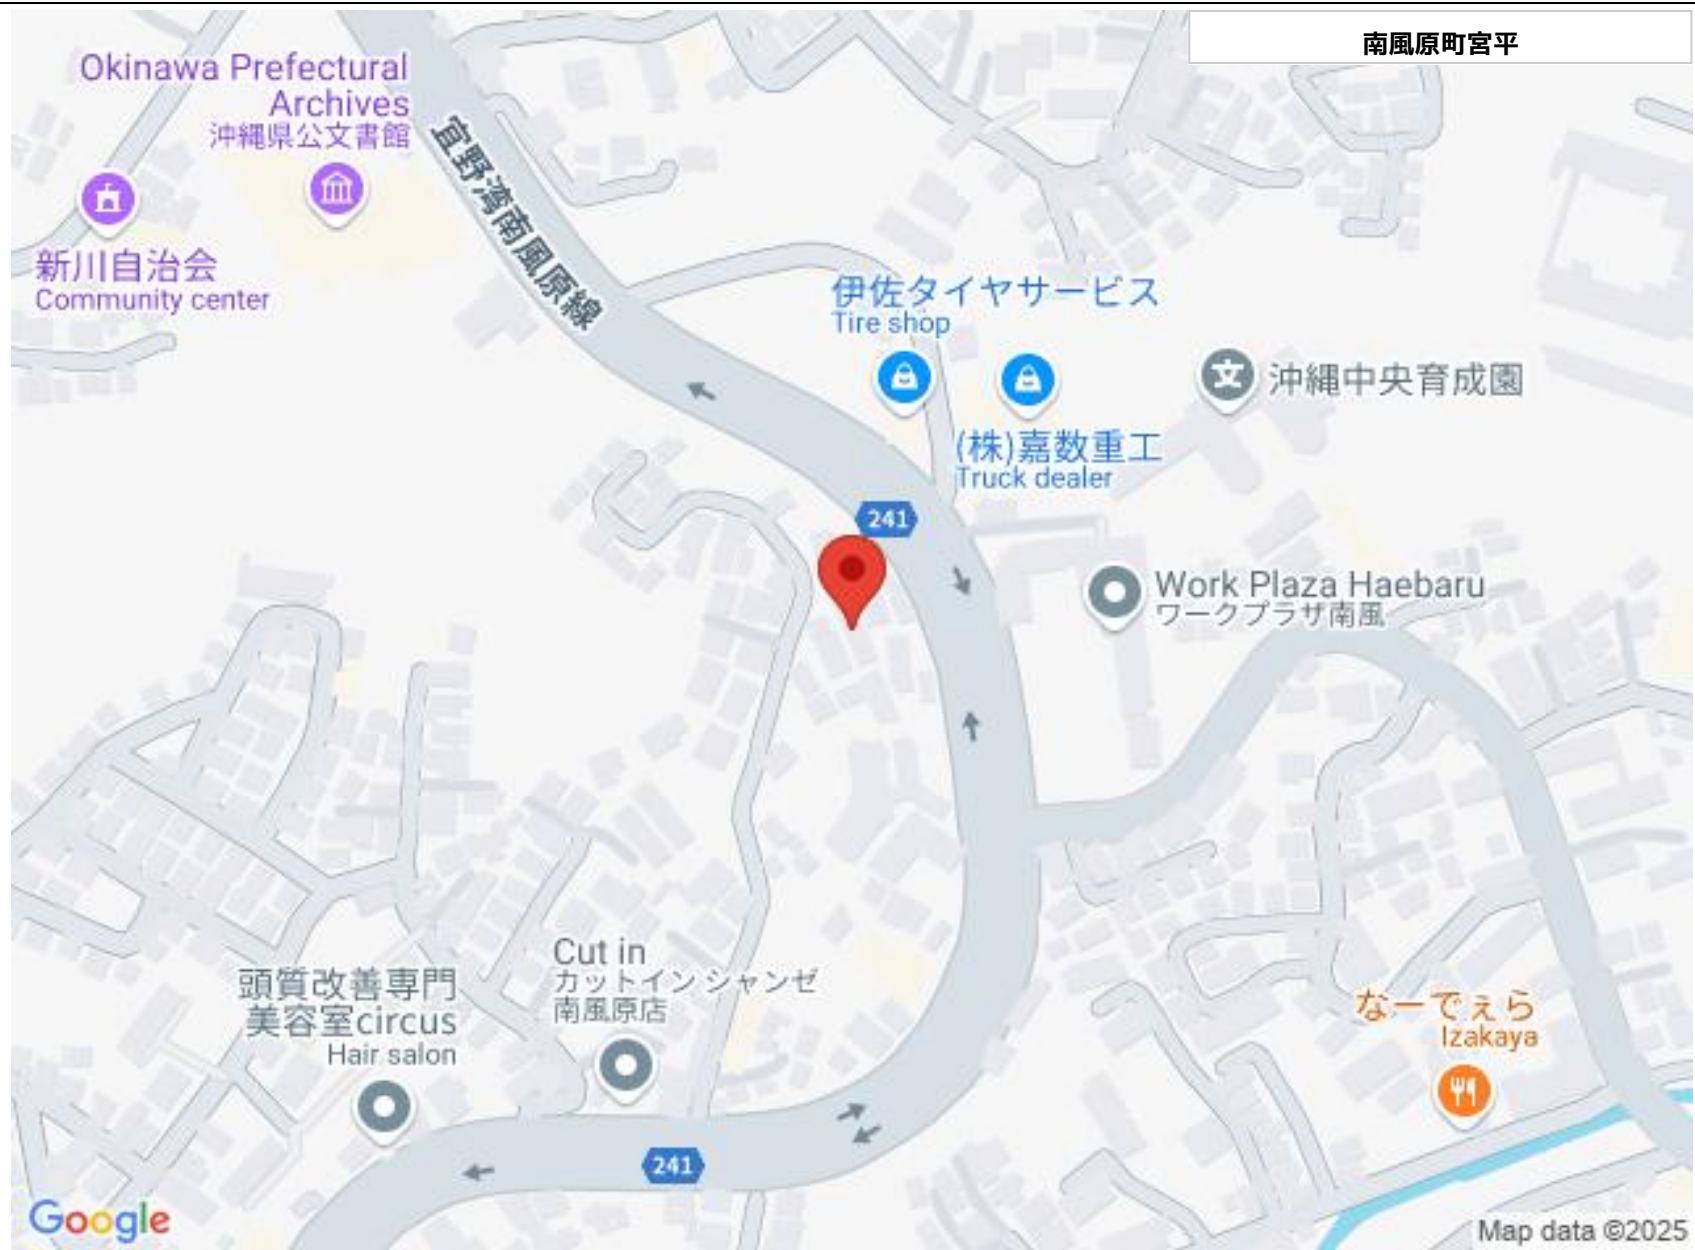 南風原町宮平
Okinawa Prefectural
Archives
沖縄県公文書館
宜野湾南風原線
新川自治会
Community center
伊佐タイヤサービス
Tire shop
(株)嘉数重工
Truck dealer
沖縄中央育成園
241
Work Plaza Haebaru
ワークプラザ南風
Cut in
カットインシャンゼ
南風原店
頭質改善専門
美容室circus
Hair salon
なーでぇら
Izakaya
241
Google
Map data ©2025